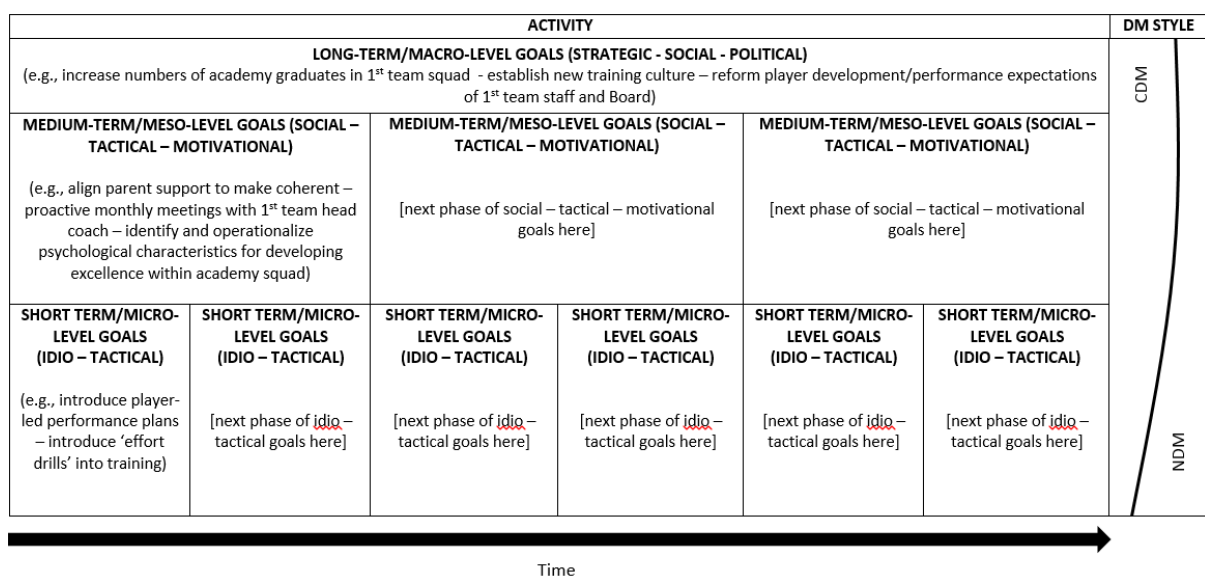 ACTIVITY
DM STYLE
LONG-TERM/MACRO-LEVEL GOALS (STRATEGIC - SOCIAL - POLITICAL)
(e.g., increase numbers of academy graduates in 1st team squad - establish new training culture – reform player development/performance expectations
of 1st team staff and Board)
CDM
MEDIUM-TERM/MESO-LEVEL GOALS (SOCIAL –
TACTICAL – MOTIVATIONAL)
(e.g., align parent support to make coherent –
proactive monthly meetings with 1st team head
coach – identify and operationalize
psychological characteristics for developing
excellence within academy squad)
MEDIUM-TERM/MESO-LEVEL GOALS (SOCIAL –
TACTICAL – MOTIVATIONAL)
[next phase of social – tactical – motivational
goals here]
MEDIUM-TERM/MESO-LEVEL GOALS (SOCIAL –
TACTICAL – MOTIVATIONAL)
[next phase of social – tactical – motivational
goals here]
SHORT TERM/MICRO-
LEVEL GOALS
(IDIO – TACTICAL)
(e.g., introduce player-
led performance plans
– introduce ‘effort
drills’ into training)
SHORT TERM/MICRO-
LEVEL GOALS
(IDIO – TACTICAL)
[next phase of idio –
tactical goals here]
SHORT TERM/MICRO-
LEVEL GOALS
(IDIO – TACTICAL)
[next phase of idio –
tactical goals here]
SHORT TERM/MICRO-
LEVEL GOALS
(IDIO – TACTICAL)
[next phase of idio –
tactical goals here]
SHORT TERM/MICRO-
LEVEL GOALS
(IDIO – TACTICAL)
[next phase of idio –
tactical goals here]
SHORT TERM/MICRO-
LEVEL GOALS
(IDIO – TACTICAL)
[next phase of idio –
tactical goals here]
NDM
Time